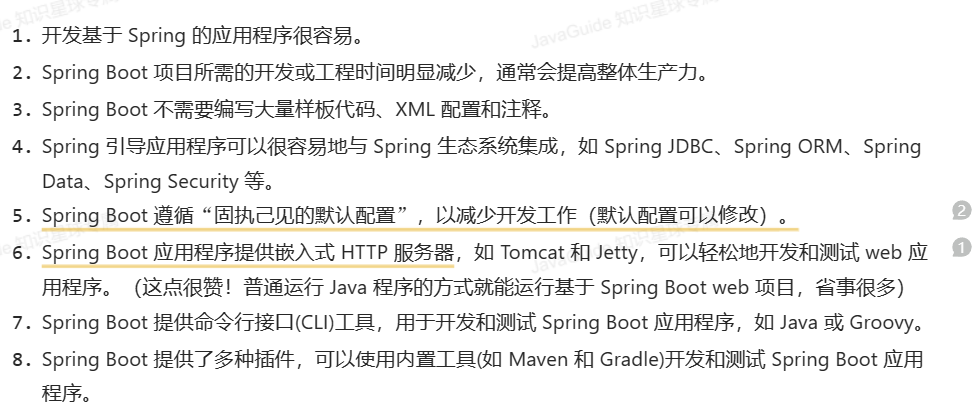 JavaGuide 知识星球
1. 开发基于 Spring 的应用程序很容易。
2. Spring Boot 项目所需的开发或工程时间明显减少，通常会提高整体生产力。
3. Spring Boot 不需要编写大量样板代码、XML 配置和注释。
4. Spring 引导应用程序可以很容易地与 Spring 生态系统集成，如 Spring JDBC、Spring ORM、Spring
Data、Spring Security 等。
5. Spring Boot 遵循“固执己见的默认配置”，以减少开发工作（默认配置可以修改）。
2
6. Spring Boot 应用程序提供嵌入式 HTTP 服务器，如 Tomcat 和 Jetty，可以轻松地开发和测试 web 应
1
用程序。（这点很赞！普通运行 Java 程序的方式就能运行基于 Spring Boot web 项目，省事很多）
7. Spring Boot 提供命令行接口(CLI)工具，用于开发和测试 Spring Boot 应用程序，如 Java 或 Groovy。
8. Spring Boot 提供了多种插件，可以使用内置工具(如 Maven 和 Gradle)开发和测试 Spring Boot 应用
程序。